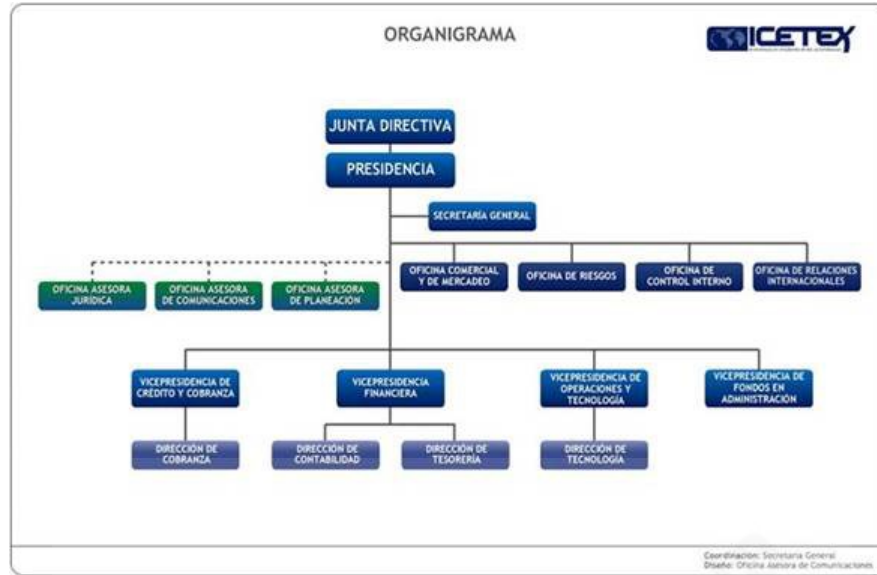 ORGANIGRAMA
ICETEX
JUNTA DIRECTIVA
PRESIDENCIA
SECRETARÍA GENERAL
OFICINA COMERCIAL
Y DE MERCADEO
OFICINA DE RIESGOS
OFICINA DE
CONTROL INTERNO
OFICINA DE RELACIONES
INTERNACIONALES
OFICINA ASESORA
JURÍDICA
OFICINA ASESORA
DE COMUNICACIONES
OFICINA ASESORA
DE PLANEACIÓN
VICEPRESIDENCIA DE
CRÉDITO Y COBRANZA
VICEPRESIDENCIA
FINANCIERA
VICEPRESIDENCIA DE
OPERACIONES Y
TECNOLOGÍA
VICEPRESIDENCIA DE
FONDOS EN
ADMINISTRACIÓN
DIRECCIÓN DE
COBRANZA
DIRECCIÓN DE
CONTABILIDAD
DIRECCIÓN DE
TESORERÍA
DIRECCIÓN DE
TECNOLOGÍA
Coordinación: Secretaria General
Diseño: Oficina Asesora de Comunicaciones